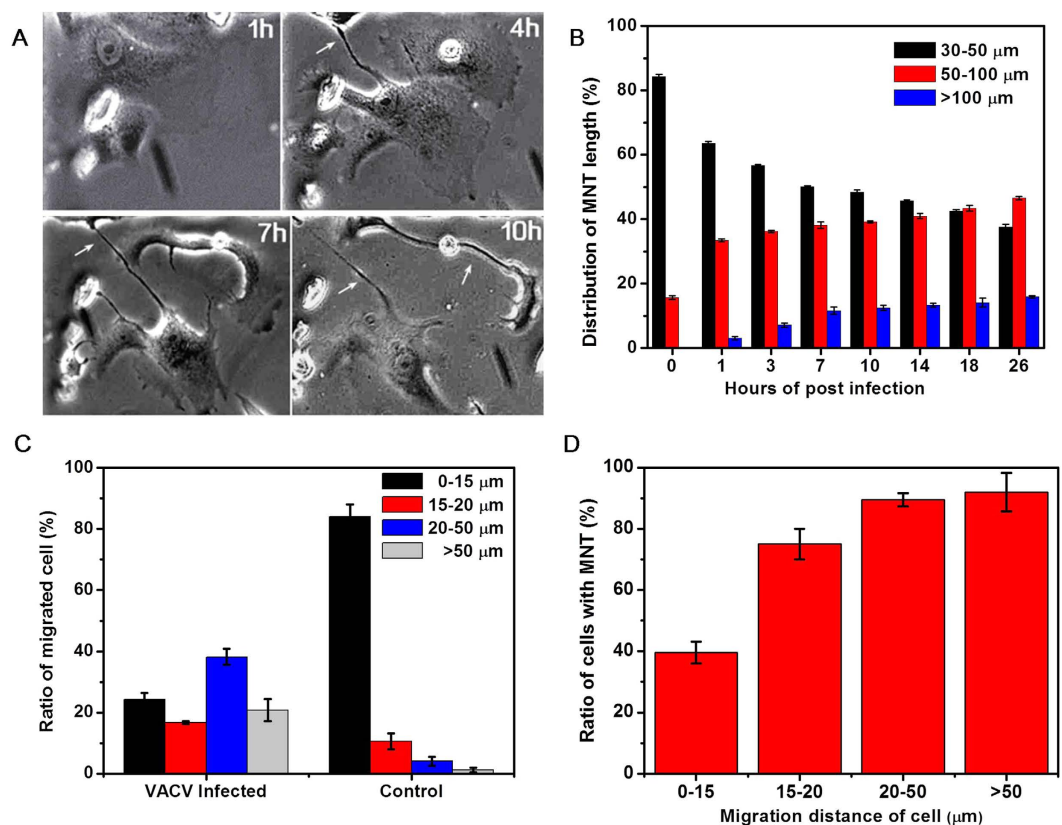 A
1h
4h
7h
10h
B
Distribution of MNT length (%)
100
80
60
40
20
0
30-50 μm
50-100 μm
>100 μm
0 1 3 7 10 14 18 26
Hours of post infection
C
Ratio of migrated cell (%)
100
80
60
40
20
0
0-15 μm
15-20 μm
20-50 μm
>50 μm
VACV Infected Control
D
Ratio of cells with MNT (%)
100
80
60
40
20
0
0-15 15-20 20-50 >50
Migration distance of cell (μm)